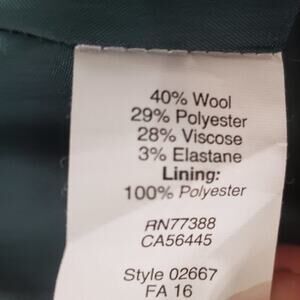 40% Wool
29% Polyester
28% Viscose
3% Elastane
Lining:
100% Polyester
RN77388
CA56445
Style 02667
FA 16